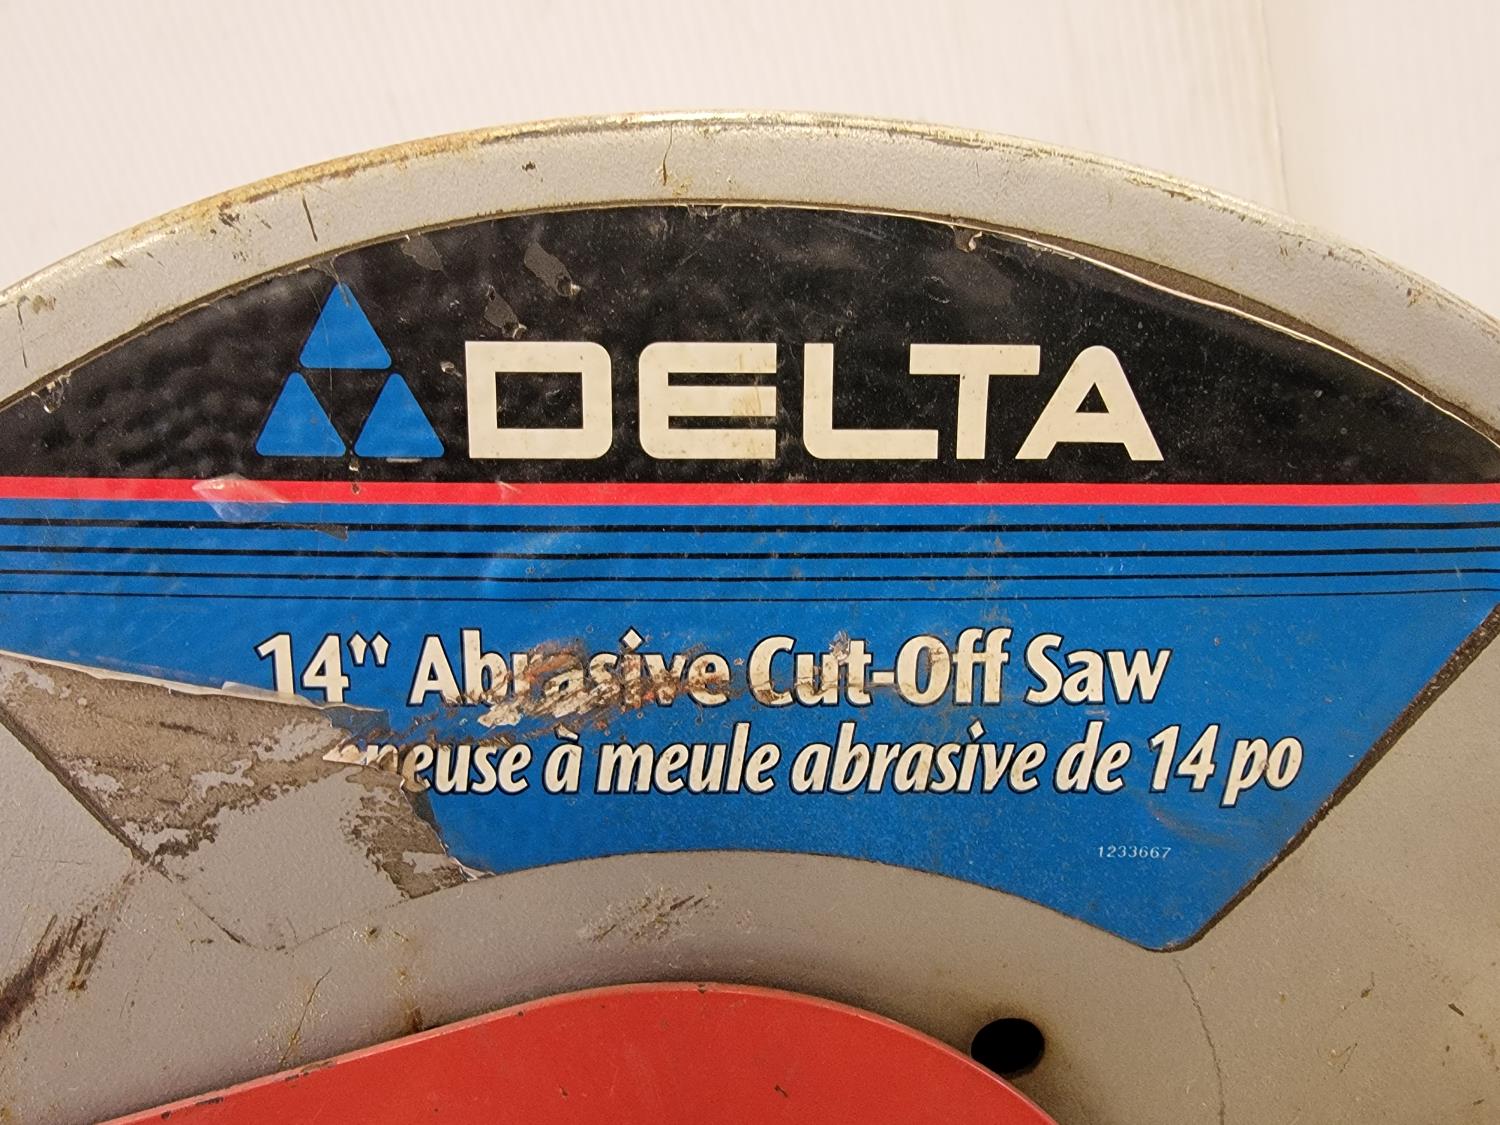 DELTA
14" Abrasive Cut-Off Saw
à meule abrasive de 14 po
1233667